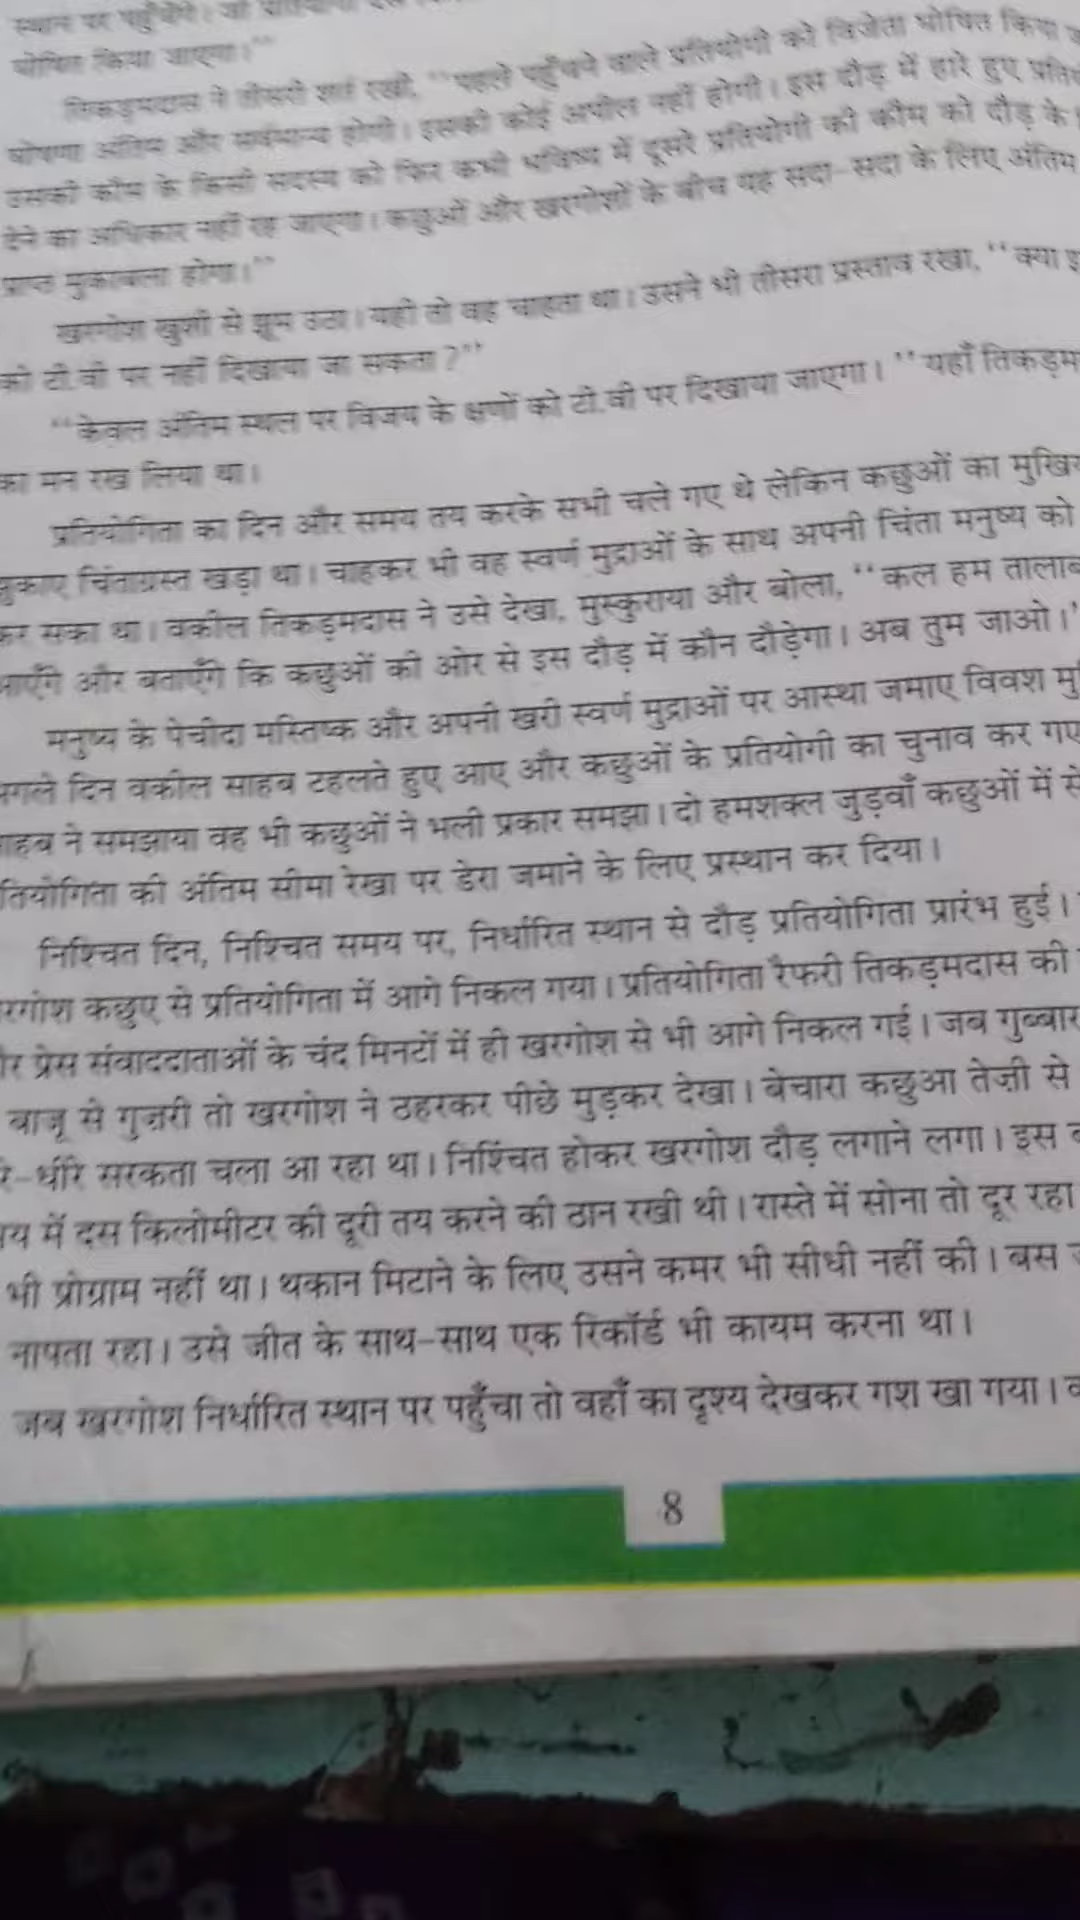 स्थान पर पहुँचेंगे। जो
घोषित किया जाएगा।''
तिकड़मदास ने तीसरी शर्त रखी, ''पहले पहुँचने वाले प्रतियोगी को विजेता घोषित किया
घोषणा अंतिम और सर्वमान्य होगी। इसकी कोई अपील नहीं होगी। इस दौड़ में हारे हुए
उसकी कौम के किसी सदस्य को फिर कभी भविष्य में दूसरे प्रतियोगी की कौम को दौड़ के
देने का अधिकार नहीं रह जाएगा। कछुओं और खरगोशों के बीच यह सदा-सदा के लिए अंतिम
प्राप्त मुकाबला होगा।''
खरगोश खुशी से झूम उठा। यही तो वह चाहता था। उसने भी तीसरा प्रस्ताव रखा, ''क्या
को टी.वी पर नहीं दिखाया जा सकता?''
''केवल अंतिम स्थल पर विजय के क्षणों को टी.वी पर दिखाया जाएगा। ''यहाँ तिकड़म
का मन रख लिया था।
प्रतियोगिता का दिन और समय तय करके सभी चले गए थे लेकिन कछुओं का मुखि
झुकाए चिंताग्रस्त खड़ा था। चाहकर भी वह स्वर्ण मुद्राओं के साथ अपनी चिंता मनुष्य को
कर सका था। वकील तिकड़मदास ने उसे देखा, मुस्कुराया और बोला, ''कल हम तालाब
आएँगे और बताएँगे कि कछुओं की ओर से इस दौड़ में कौन दौड़ेगा। अब तुम जाओ।'
मनुष्य के पेचीदा मस्तिष्क और अपनी खरी स्वर्ण मुद्राओं पर आस्था जमाए विवश मु
गले दिन वकील साहब टहलते हुए आए और कछुओं के प्रतियोगी का चुनाव कर गए
हब ने समझाया वह भी कछुओं ने भली प्रकार समझा। दो हमशक्ल जुड़वाँ कछुओं में से
तियोगिता की अंतिम सीमा रेखा पर डेरा जमाने के लिए प्रस्थान कर दिया।
निश्चित दिन, निश्चित समय पर, निर्धारित स्थान से दौड़ प्रतियोगिता प्रारंभ हुई।
रगोश कछुए से प्रतियोगिता में आगे निकल गया। प्रतियोगिता रैफरी तिकड़मदास की
र प्रेस संवाददाताओं के चंद मिनटों में ही खरगोश से भी आगे निकल गई। जब गुब्बार
बाजू से गुज़री तो खरगोश ने ठहरकर पीछे मुड़कर देखा। बेचारा कछुआ तेज़ी से
रे-धीरे सरकता चला आ रहा था। निश्चिंत होकर खरगोश दौड़ लगाने लगा। इस
य में दस किलोमीटर की दूरी तय करने की ठान रखी थी। रास्ते में सोना तो दूर रहा
भी प्रोग्राम नहीं था। थकान मिटाने के लिए उसने कमर भी सीधी नहीं की। बस
नापता रहा। उसे जीत के साथ-साथ एक रिकॉर्ड भी कायम करना था।
जब खरगोश निर्धारित स्थान पर पहुँचा तो वहाँ का दृश्य देखकर गश खा गया।
8